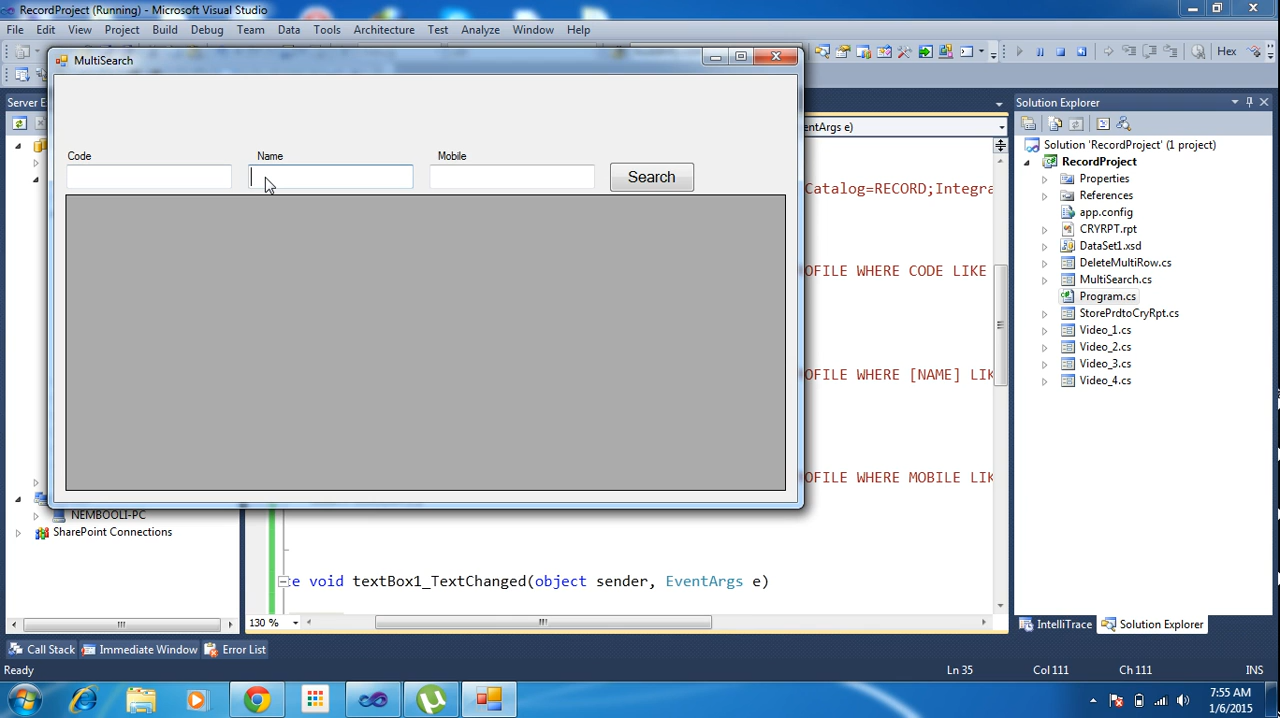 RecordProject (Running) - Microsoft Visual Studio
File Edit View Project Build Debug Team Data Tools Architecture Test Analyze Window Help
Hex
MultiSearch
Server E
Solution Explorer
entArgs e)
Solution 'RecordProject' (1 project)
RecordProject
Properties
References
app.config
CRYRPT.rpt
DataSet1.xsd
DeleteMultiRow.cs
MultiSearch.cs
Program.cs
StorePrdtoCryRpt.cs
Video_1.cs
Video_2.cs
Video_3.cs
Video_4.cs
Code Name Mobile
Search
Catalog=RECORD;Integra
OFILE WHERE CODE LIKE
OFILE WHERE [NAME] LIK
OFILE WHERE MOBILE LIK
NEMBOOLI-PC
SharePoint Connections
te void textBox1_TextChanged(object sender, EventArgs e)
130 %
IntelliTrace Solution Explorer
Call Stack Immediate Window Error List
Ready Ln 35 Col 111 Ch 111 INS
7:55 AM
1/6/2015